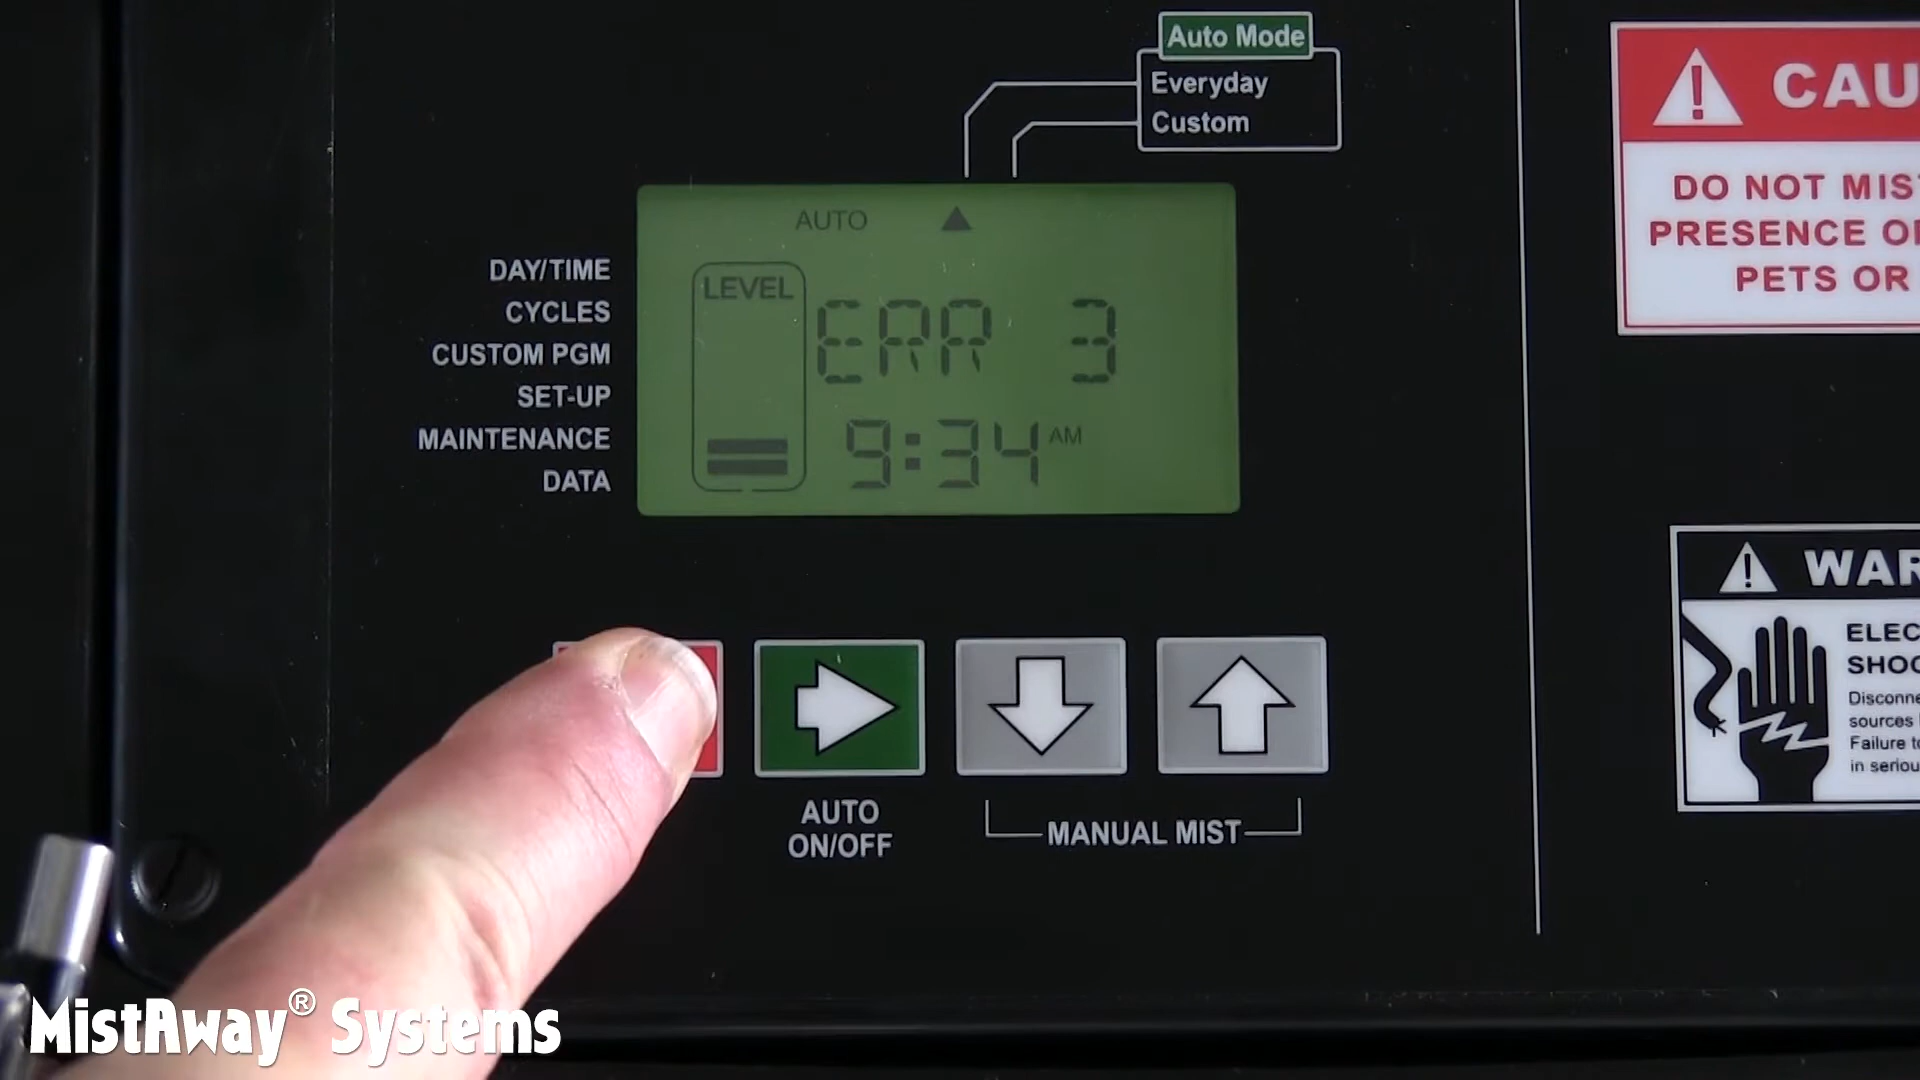 Auto Mode
Everyday
Custom
DAY/TIME
CYCLES
CUSTOM PGM
SET-UP
MAINTENANCE
DATA
AUTO
LEVEL
ERR 3
9:34 AM
AUTO
ON/OFF
MANUAL MIST
CAU
DO NOT MIS
PRESENCE O
PETS OR
WAR
ELEC
SHOC
Disconne
sources
Failure to
in seriou
MistAway® Systems